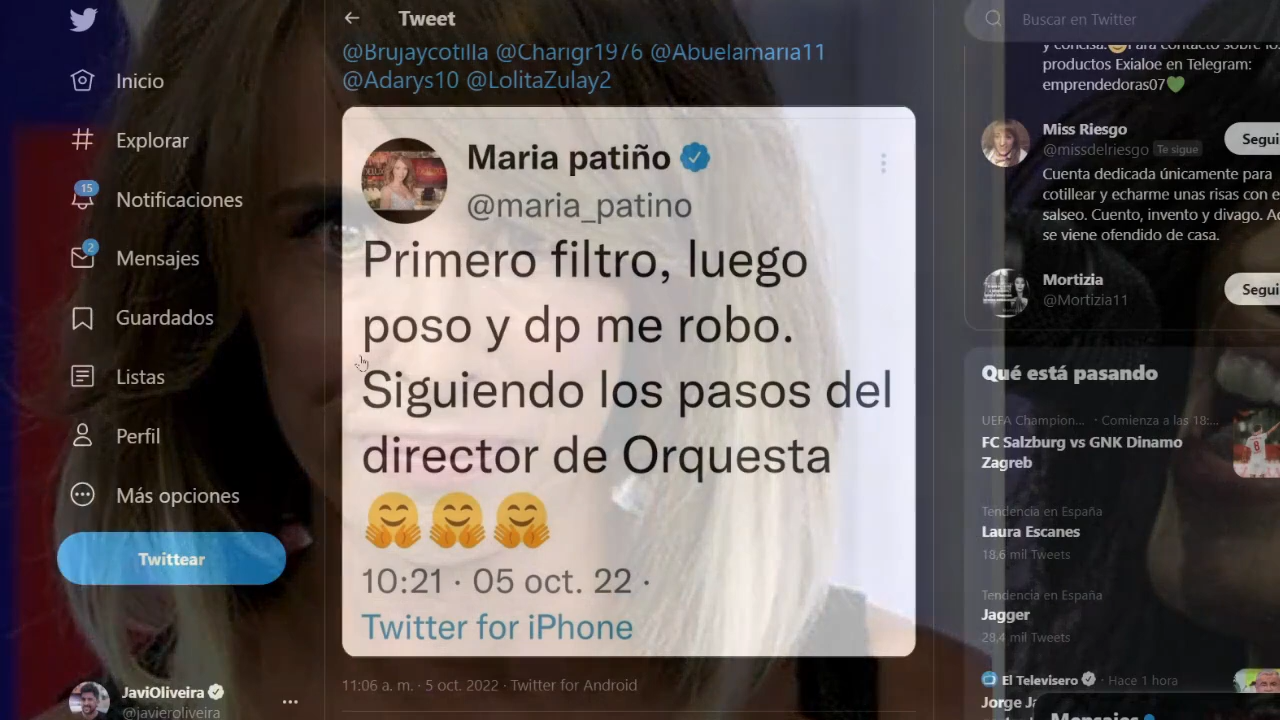 Tweet
@Brujaycotilla @Charigr1976 @Abuelamaria11
@Adarys10 @LolitaZulay2
Inicio
Explorar
15
Notificaciones
2
Mensajes
Guardados
Listas
Perfil
Más opciones
Twittear
JaviOliveira
@javieroliveira
Maria patiño
@maria_patino
Primero filtro, luego
poso y dp me robo.
Siguiendo los pasos del
director de Orquesta
🤗🤗🤗
10:21 · 05 oct. 22 ·
Twitter for iPhone
11:06 a. m. · 5 oct. 2022 · Twitter for Android
Buscar en Twitter
y concisa.😊Para contacto sobre los
productos Exialoe en Telegram:
emprendedoras07💚
Miss Riesgo
@missdelriesgo Te sigue
Segui
Cuenta dedicada únicamente para
cotillear y echarme unas risas con e
salseo. Cuento, invento y divago. Ac
se viene ofendido de casa.
Mortizia
@Mortizia11
Segui
Qué está pasando
UEFA Champion... · Comienza a las 18:...
FC Salzburg vs GNK Dinamo
Zagreb
Tendencia en España
Laura Escanes
18,6 mil Tweets
Tendencia en España
Jagger
28,4 mil Tweets
El Televisero · Hace 1 hora
Jorge Ja
Mensajes